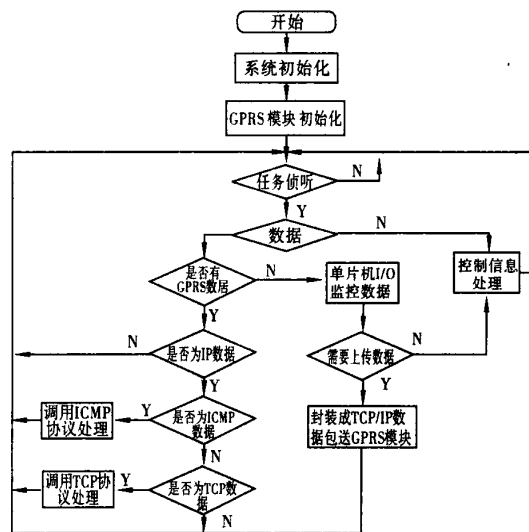 开始
系统初始化
GPRS模块初始化
任务侦听
N
Y
数据
N
是否有
GPRS数居
N
单片机I/O
监控数据
控制信息
处理
Y
N
是否为IP数据
需要上传数据
N
Y
Y
调用ICMP
协议处理
Y
是否为ICMP
数据
封装成TCP/IP数
据包送GPRS模块
N
调用TCP协
议处理
Y
是否为TCP数
据
N